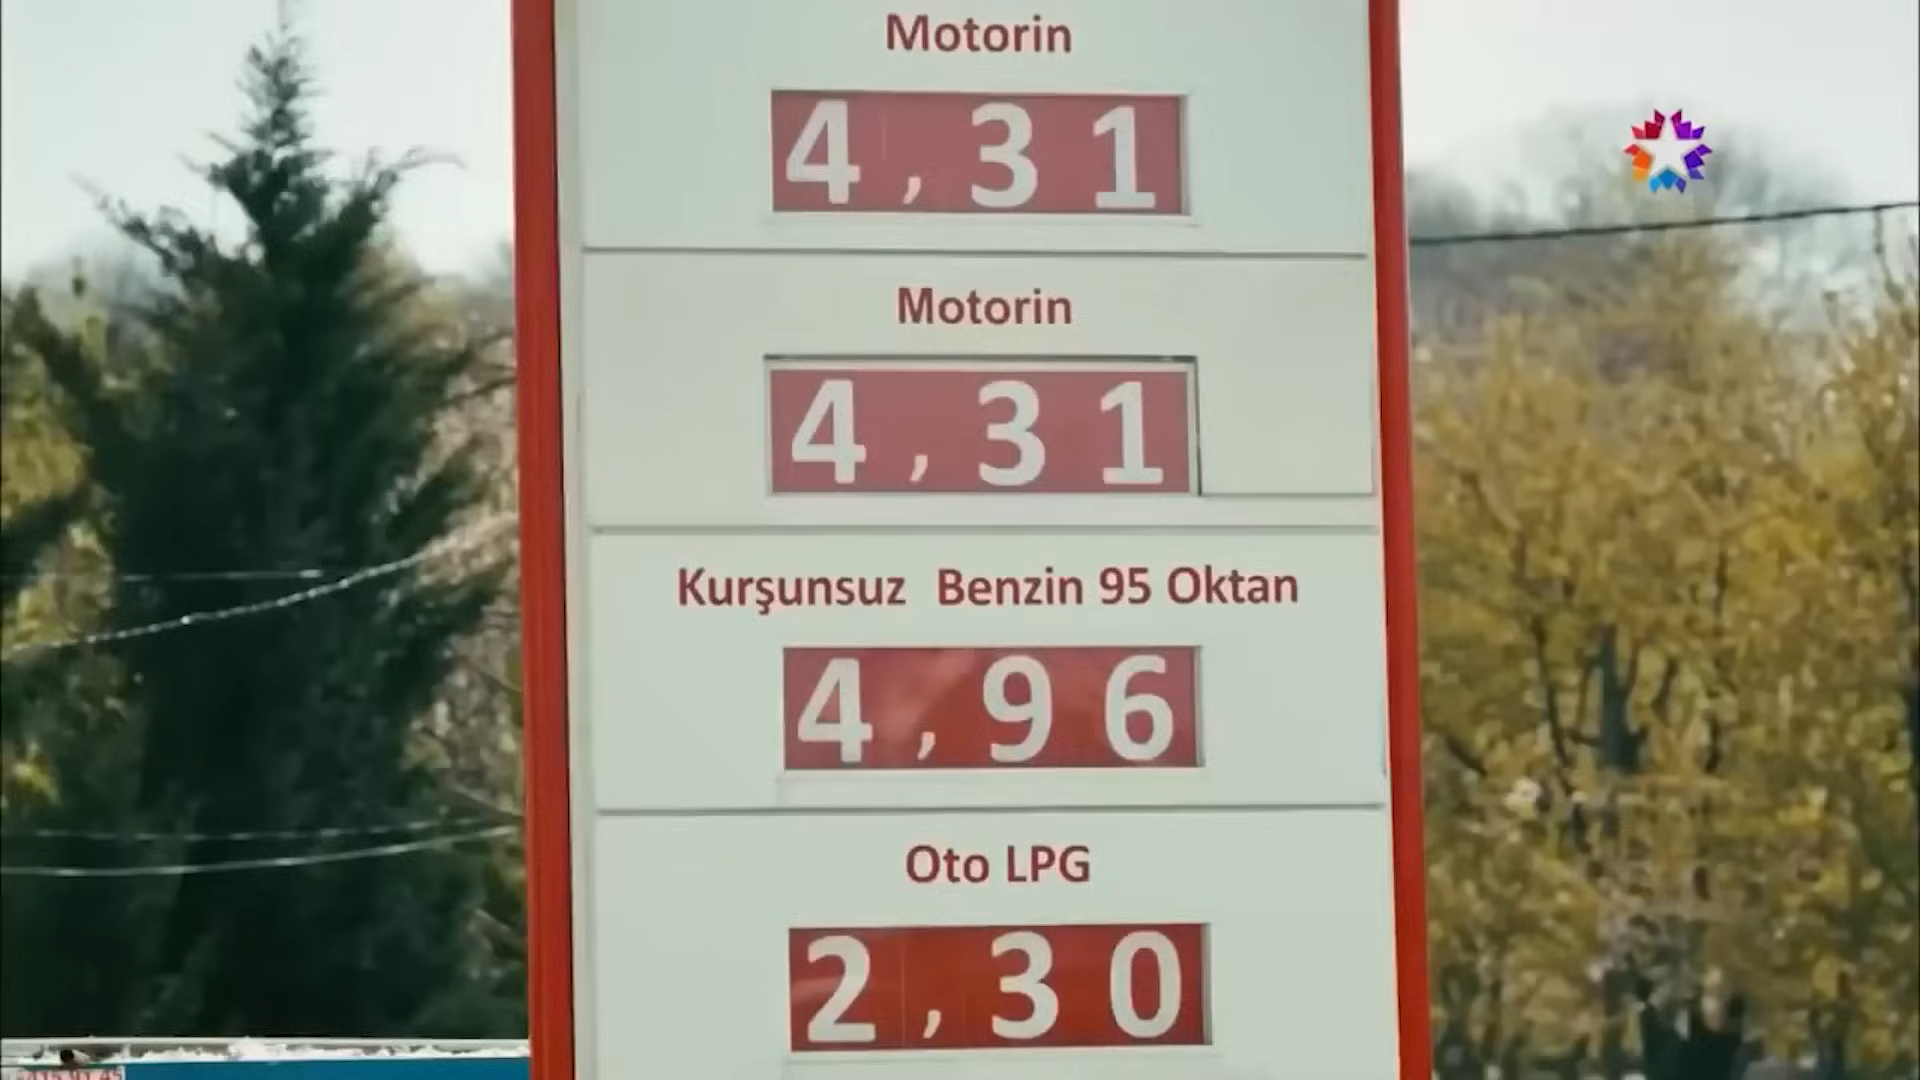 Motorin
4,31
Motorin
4,31
Kurşunsuz Benzin 95 Oktan
4,96
Oto LPG
2,30